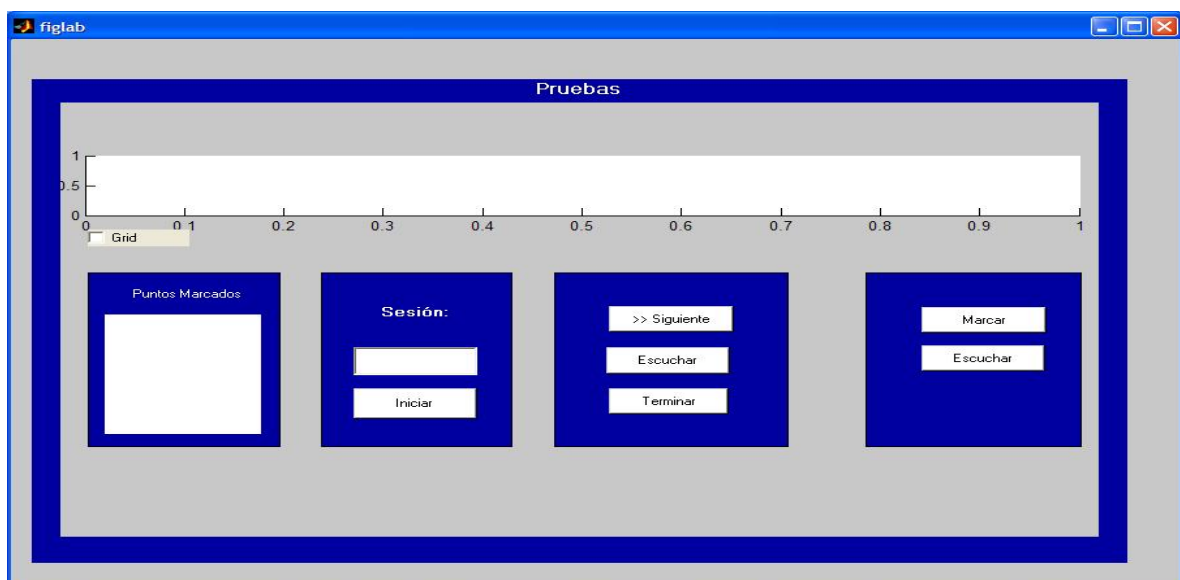 figlab
Pruebas
1
0.5
0
0 0.1 0.2 0.3 0.4 0.5 0.6 0.7 0.8 0.9 1
Grid
Puntos Marcados
Sesión:
Iniciar
>> Siguiente
Escuchar
Terminar
Marcar
Escuchar